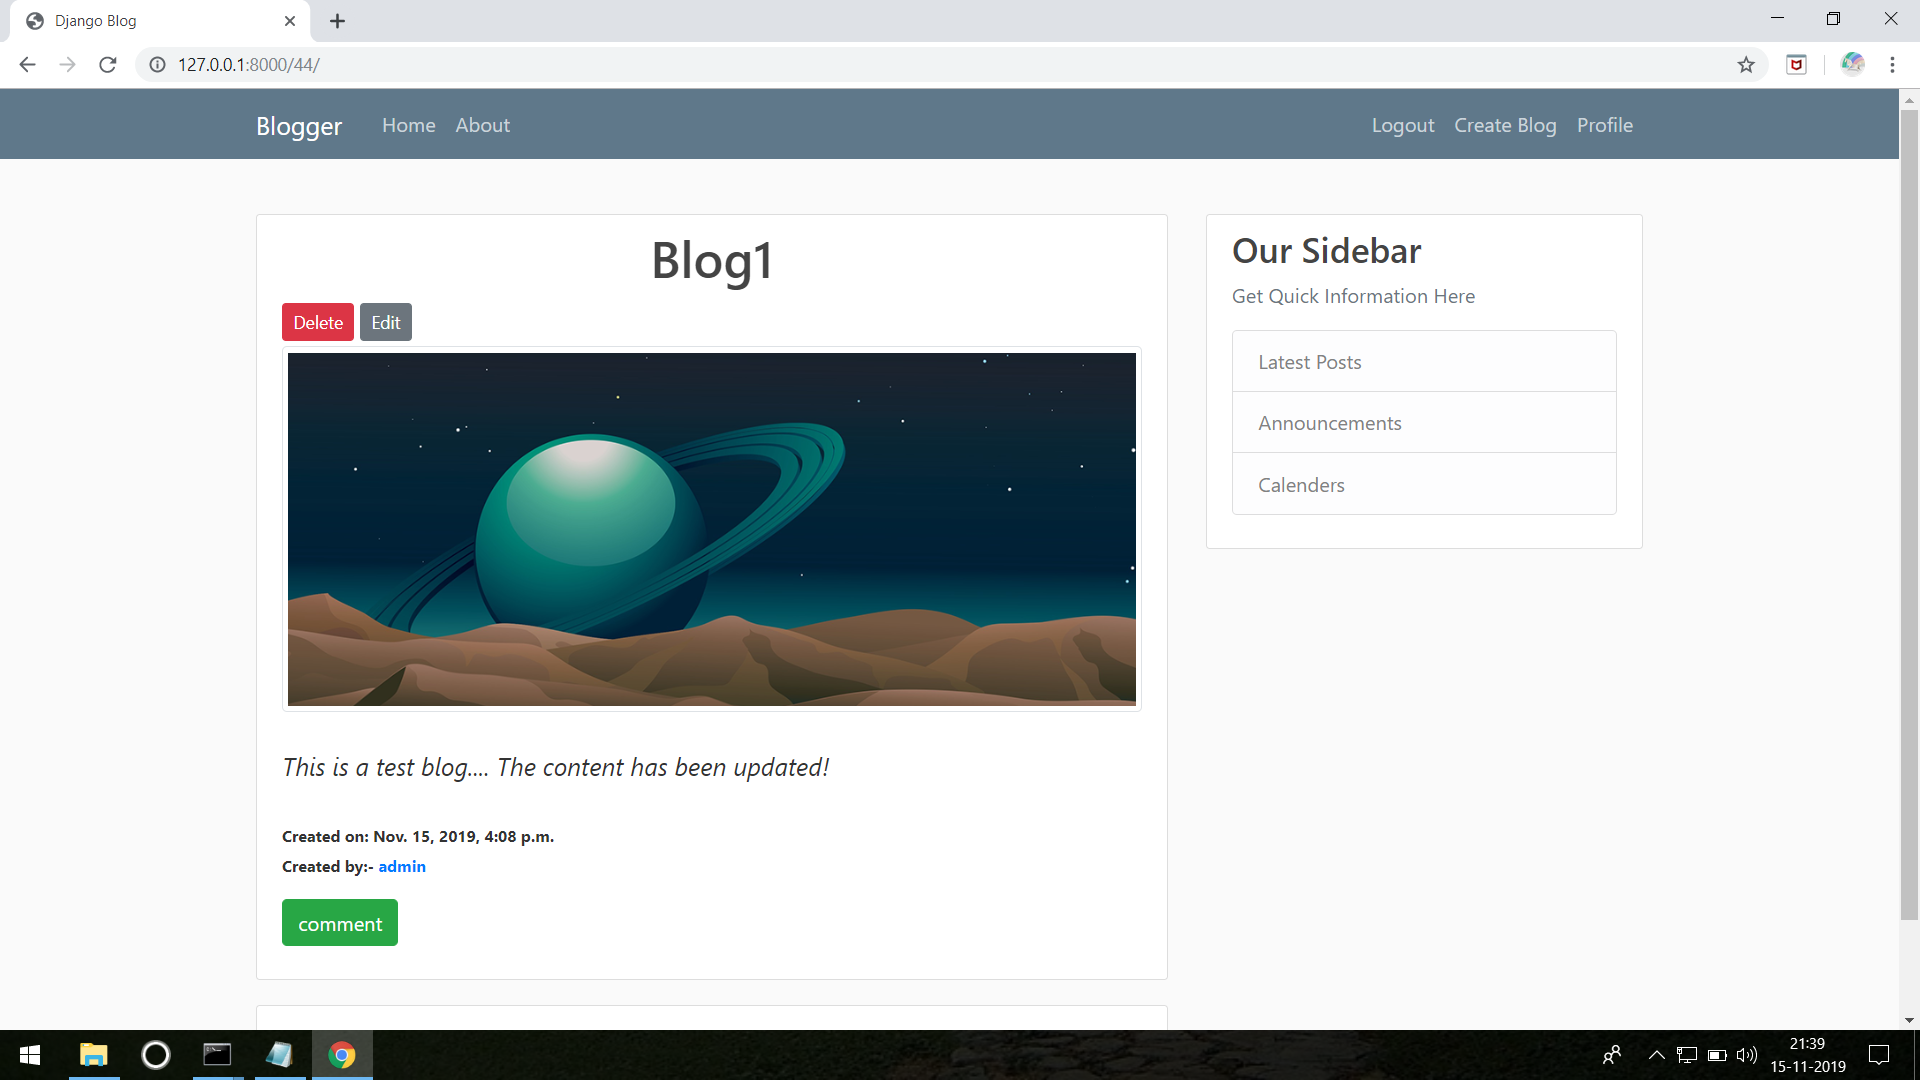 Django Blog
127.0.0.1:8000/44/
Blogger Home About Logout Create Blog Profile
Blog1
Delete Edit
This is a test blog.... The content has been updated!
Created on: Nov. 15, 2019, 4:08 p.m.
Created by:- admin
comment
Our Sidebar
Get Quick Information Here
Latest Posts
Announcements
Calenders
21:39
15-11-2019